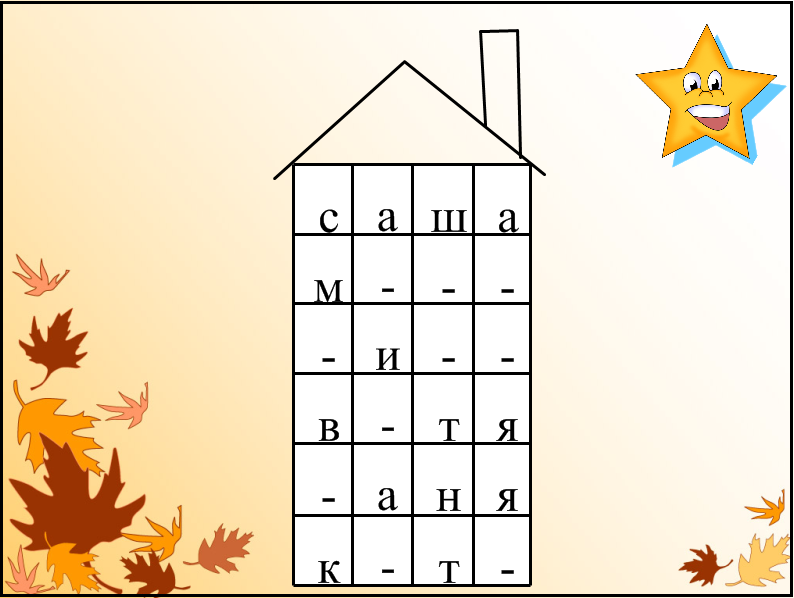 с а ш а
м - - -
- и - -
в - т я
- а н я
к - т -